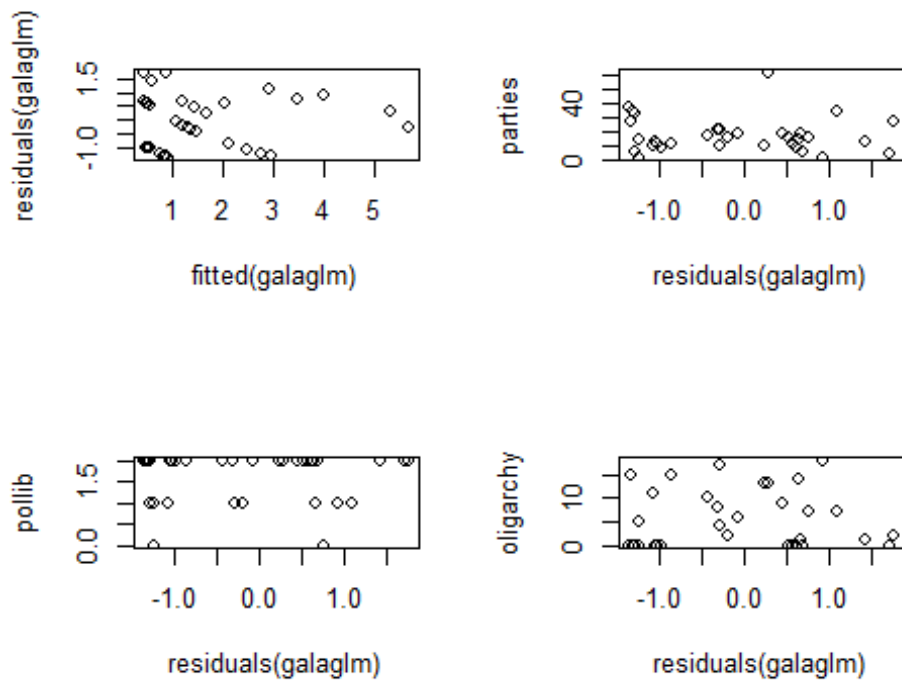 residuals(galaglm)
-1.0 1.5
1 2 3 4 5
fitted(galaglm)
parties
0 40
-1.0 0.0 1.0
residuals(galaglm)
pollib
0.0 1.5
-1.0 0.0 1.0
residuals(galaglm)
oligarchy
0 10
-1.0 0.0 1.0
residuals(galaglm)